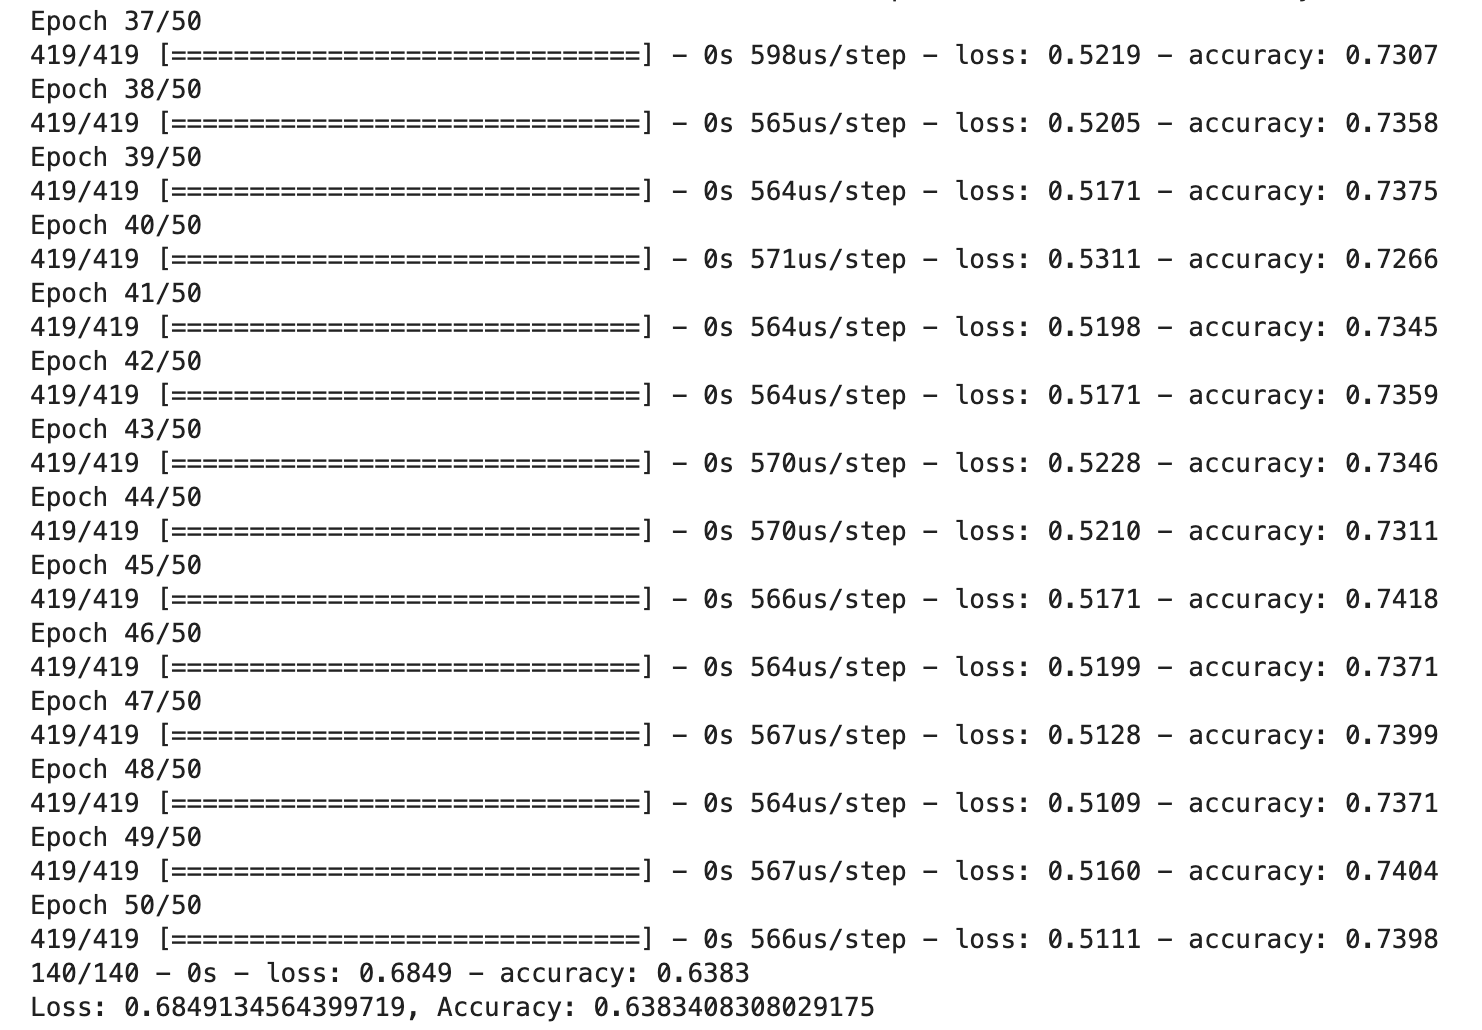 Epoch 37/50
419/419 [==============================] - 0s 598us/step - loss: 0.5219 - accuracy: 0.7307
Epoch 38/50
419/419 [==============================] - 0s 565us/step - loss: 0.5205 - accuracy: 0.7358
Epoch 39/50
419/419 [==============================] - 0s 564us/step - loss: 0.5171 - accuracy: 0.7375
Epoch 40/50
419/419 [==============================] - 0s 571us/step - loss: 0.5311 - accuracy: 0.7266
Epoch 41/50
419/419 [==============================] - 0s 564us/step - loss: 0.5198 - accuracy: 0.7345
Epoch 42/50
419/419 [==============================] - 0s 564us/step - loss: 0.5171 - accuracy: 0.7359
Epoch 43/50
419/419 [==============================] - 0s 570us/step - loss: 0.5228 - accuracy: 0.7346
Epoch 44/50
419/419 [==============================] - 0s 570us/step - loss: 0.5210 - accuracy: 0.7311
Epoch 45/50
419/419 [==============================] - 0s 566us/step - loss: 0.5171 - accuracy: 0.7418
Epoch 46/50
419/419 [==============================] - 0s 564us/step - loss: 0.5199 - accuracy: 0.7371
Epoch 47/50
419/419 [==============================] - 0s 567us/step - loss: 0.5128 - accuracy: 0.7399
Epoch 48/50
419/419 [==============================] - 0s 564us/step - loss: 0.5109 - accuracy: 0.7371
Epoch 49/50
419/419 [==============================] - 0s 567us/step - loss: 0.5160 - accuracy: 0.7404
Epoch 50/50
419/419 [==============================] - 0s 566us/step - loss: 0.5111 - accuracy: 0.7398
140/140 - 0s - loss: 0.6849 - accuracy: 0.6383
Loss: 0.6849134564399719, Accuracy: 0.6383408308029175